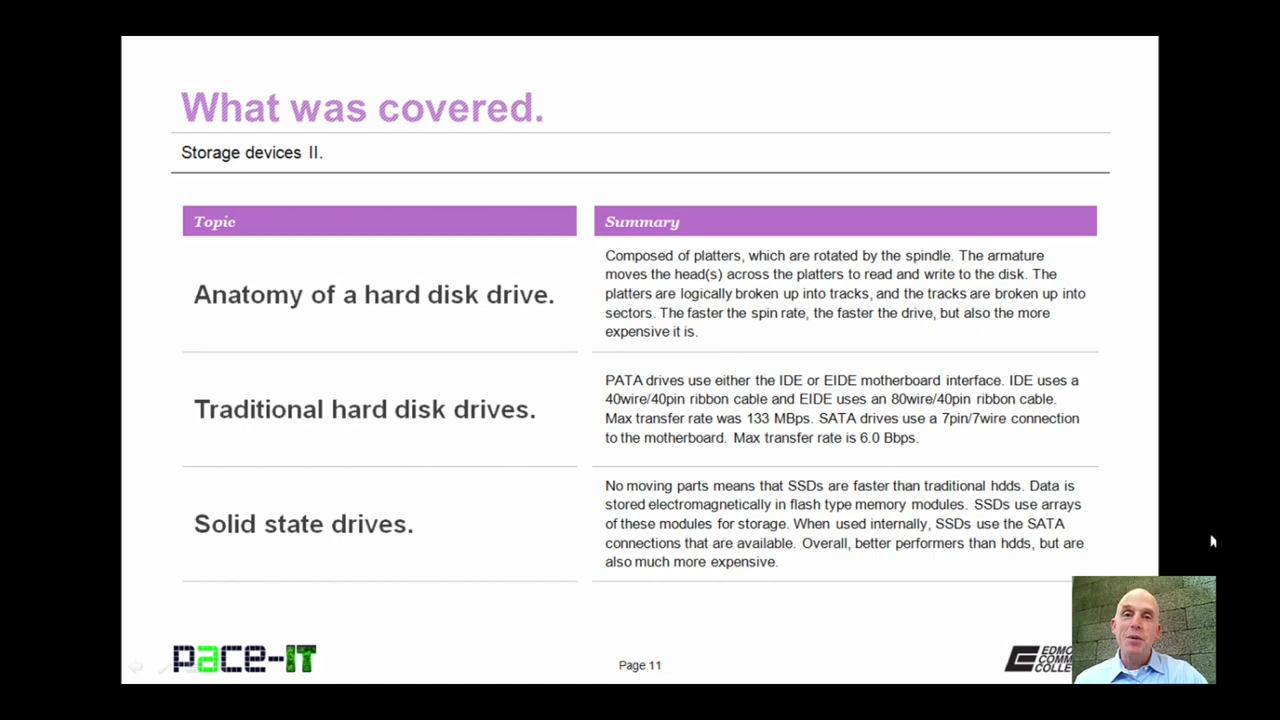 What was covered.
Storage devices II.
Topic
Summary
Anatomy of a hard disk drive.
Composed of platters, which are rotated by the spindle. The armature
moves the head(s) across the platters to read and write to the disk. The
platters are logically broken up into tracks, and the tracks are broken up into
sectors. The faster the spin rate, the faster the drive, but also the more
expensive it is.
Traditional hard disk drives.
PATA drives use either the IDE or EIDE motherboard interface. IDE uses a
40wire/40pin ribbon cable and EIDE uses an 80wire/40pin ribbon cable.
Max transfer rate was 133 MBps. SATA drives use a 7pin/7wire connection
to the motherboard. Max transfer rate is 6.0 Bbps.
Solid state drives.
No moving parts means that SSDs are faster than traditional hdds. Data is
stored electromagnetically in flash type memory modules. SSDs use arrays
of these modules for storage. When used internally, SSDs use the SATA
connections that are available. Overall, better performers than hdds, but are
also much more expensive.
pace-IT
Page 11